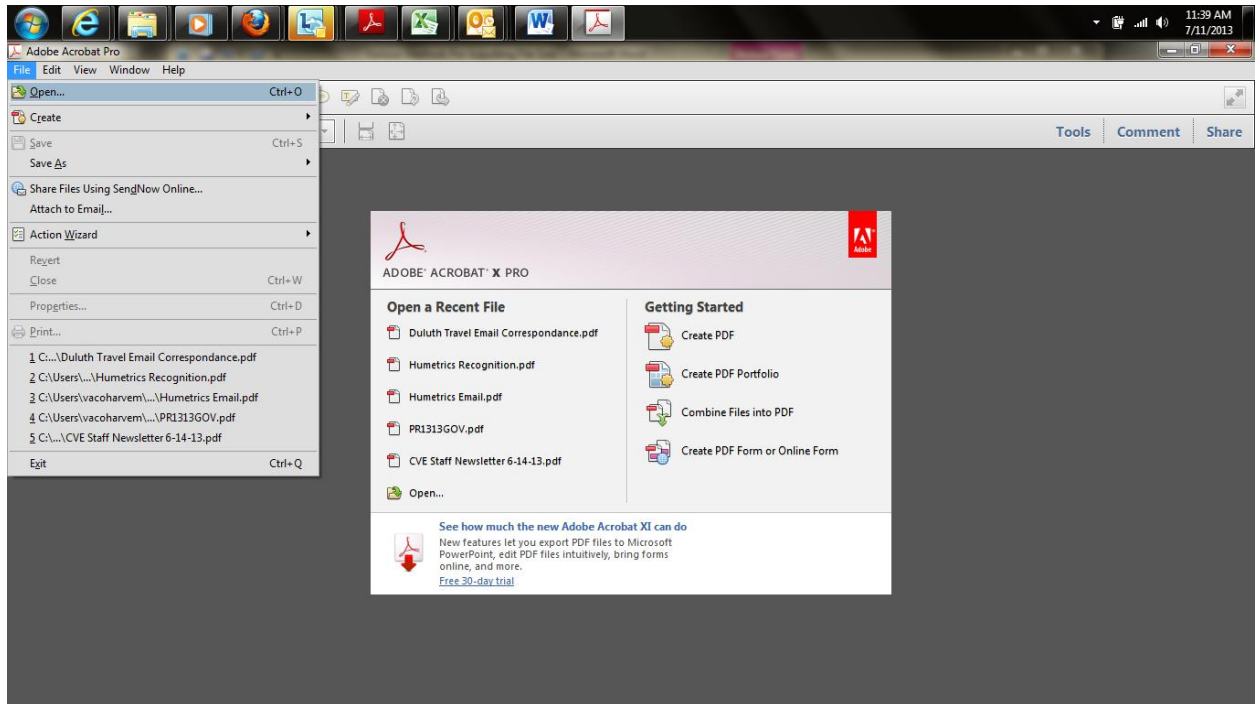 11:39 AM
7/11/2013
Adobe Acrobat Pro
File Edit View Window Help
Open... Ctrl+O
Create
Save Ctrl+S
Save As
Share Files Using SendNow Online...
Attach to Email...
Action Wizard
Revert
Close Ctrl+W
Properties... Ctrl+D
Print... Ctrl+P
1 C:...\Duluth Travel Email Correspondance.pdf
2 C:\Users\...\Humetrics Recognition.pdf
3 C:\Users\vacoharvem\...\Humetrics Email.pdf
4 C:\Users\vacoharvem\...\PR1313GOV.pdf
5 C:\...\CVE Staff Newsletter 6-14-13.pdf
Exit Ctrl+Q
Tools Comment Share
Adobe
ADOBE® ACROBAT® X PRO
Open a Recent File
Duluth Travel Email Correspondance.pdf
Humetrics Recognition.pdf
Humetrics Email.pdf
PR1313GOV.pdf
CVE Staff Newsletter 6-14-13.pdf
Open...
Getting Started
Create PDF
Create PDF Portfolio
Combine Files into PDF
Create PDF Form or Online Form
See how much the new Adobe Acrobat XI can do
New features let you export PDF files to Microsoft
PowerPoint, edit PDF files intuitively, bring forms
online, and more.
Free 30-day trial